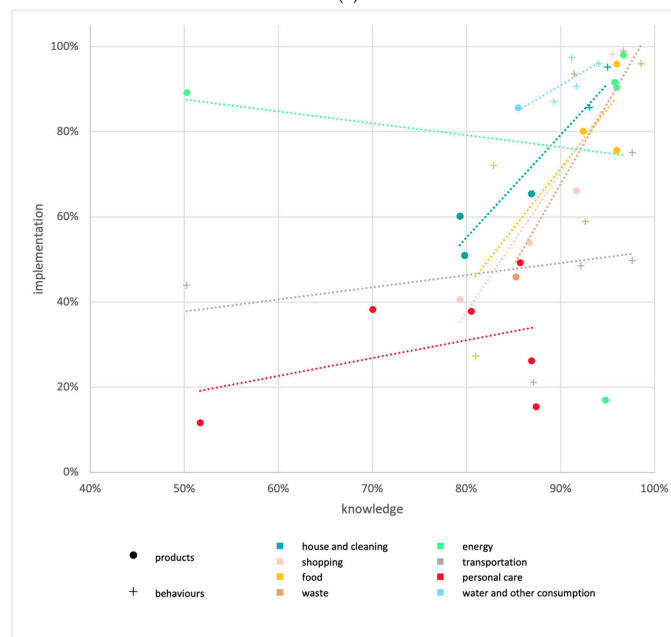 100%
80%
60%
40%
20%
0%
implementation
40%
50%
60%
70%
80%
90%
100%
knowledge
products
behaviours
house and cleaning
shopping
food
waste
energy
transportation
personal care
water and other consumption